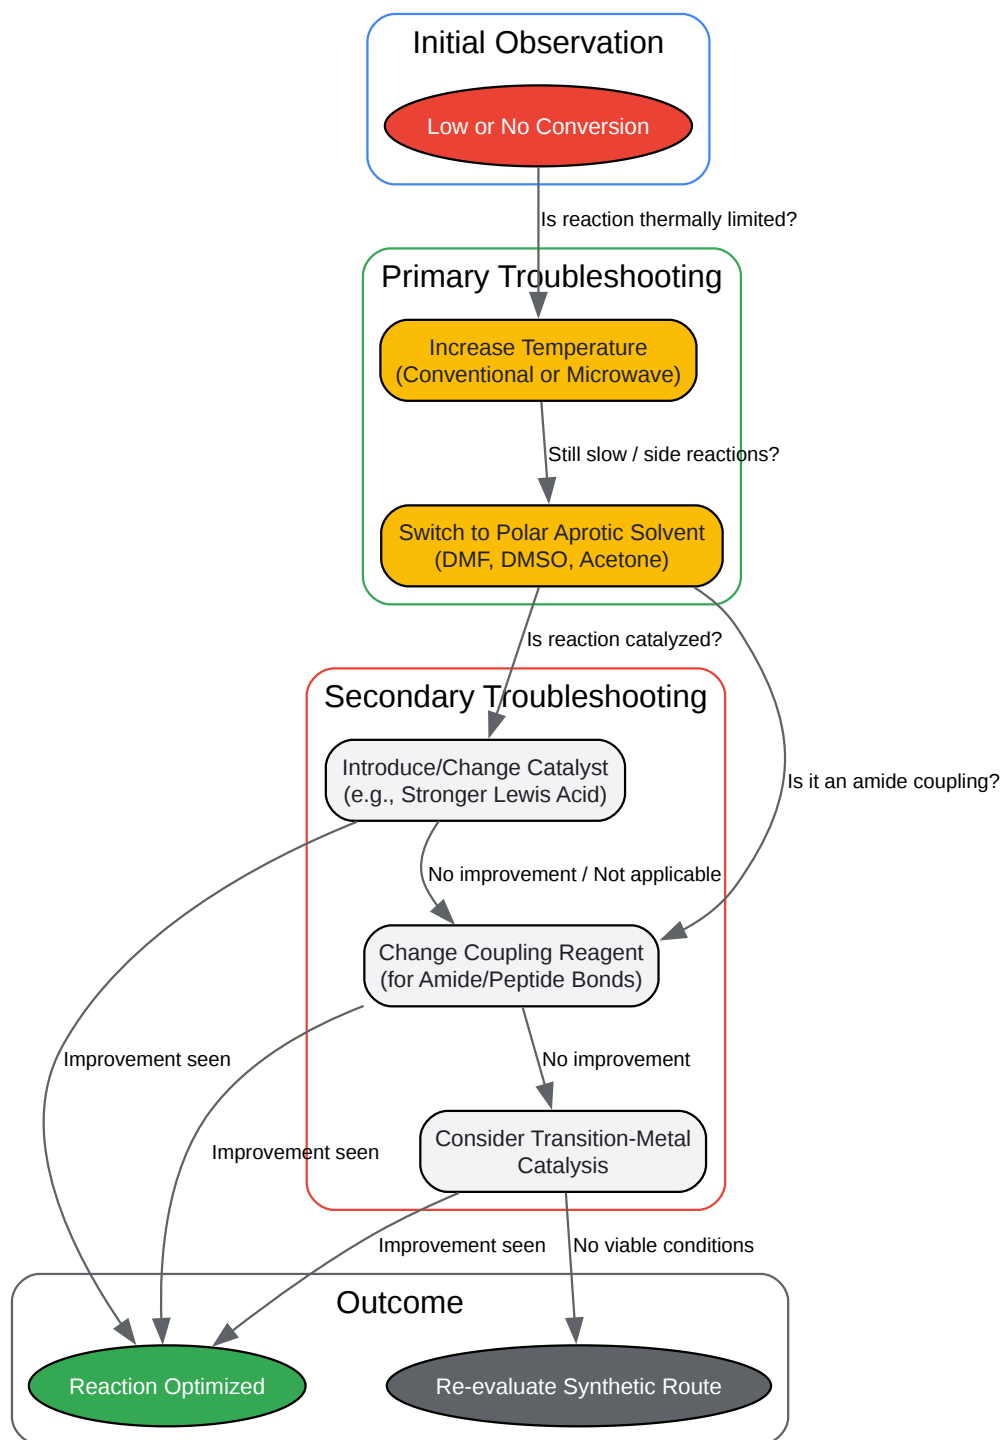 Initial Observation
Low or No Conversion
Is reaction thermally limited?
Primary Troubleshooting
Increase Temperature
(Conventional or Microwave)
Still slow / side reactions?
Switch to Polar Aprotic Solvent
(DMF, DMSO, Acetone)
Is reaction catalyzed?
Secondary Troubleshooting
Introduce/Change Catalyst
(e.g., Stronger Lewis Acid)
Is it an amide coupling?
No improvement / Not applicable
Change Coupling Reagent
(for Amide/Peptide Bonds)
Improvement seen
No improvement
Consider Transition-Metal
Catalysis
Improvement seen
Improvement seen
No viable conditions
Outcome
Reaction Optimized
Re-evaluate Synthetic Route